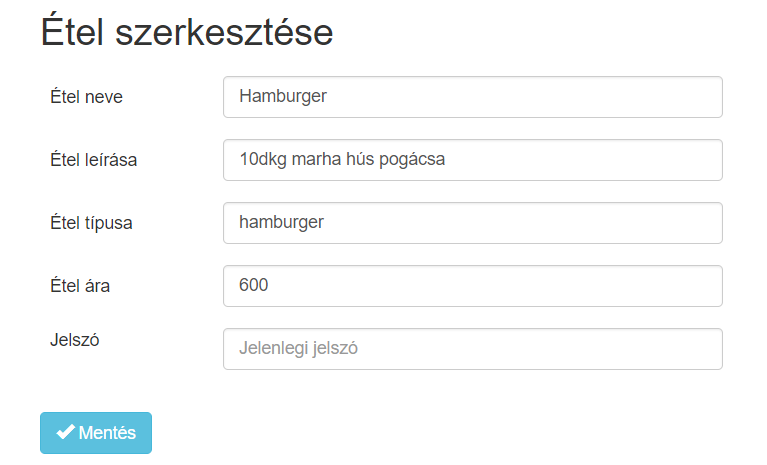 Étel szerkesztése
Étel neve Hamburger
Étel leírása 10dkg marha hús pogácsa
Étel típusa hamburger
Étel ára 600
Jelszó Jelenlegi jelszó
Mentés